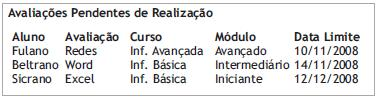 Avaliações Pendentes de Realização
Aluno Avaliação Curso Módulo Data Limite
Fulano Redes Inf. Avançada Avançado 10/11/2008
Beltrano Word Inf. Básica Intermediário 14/11/2008
Sicrano Excel Inf. Básica Iniciante 12/12/2008